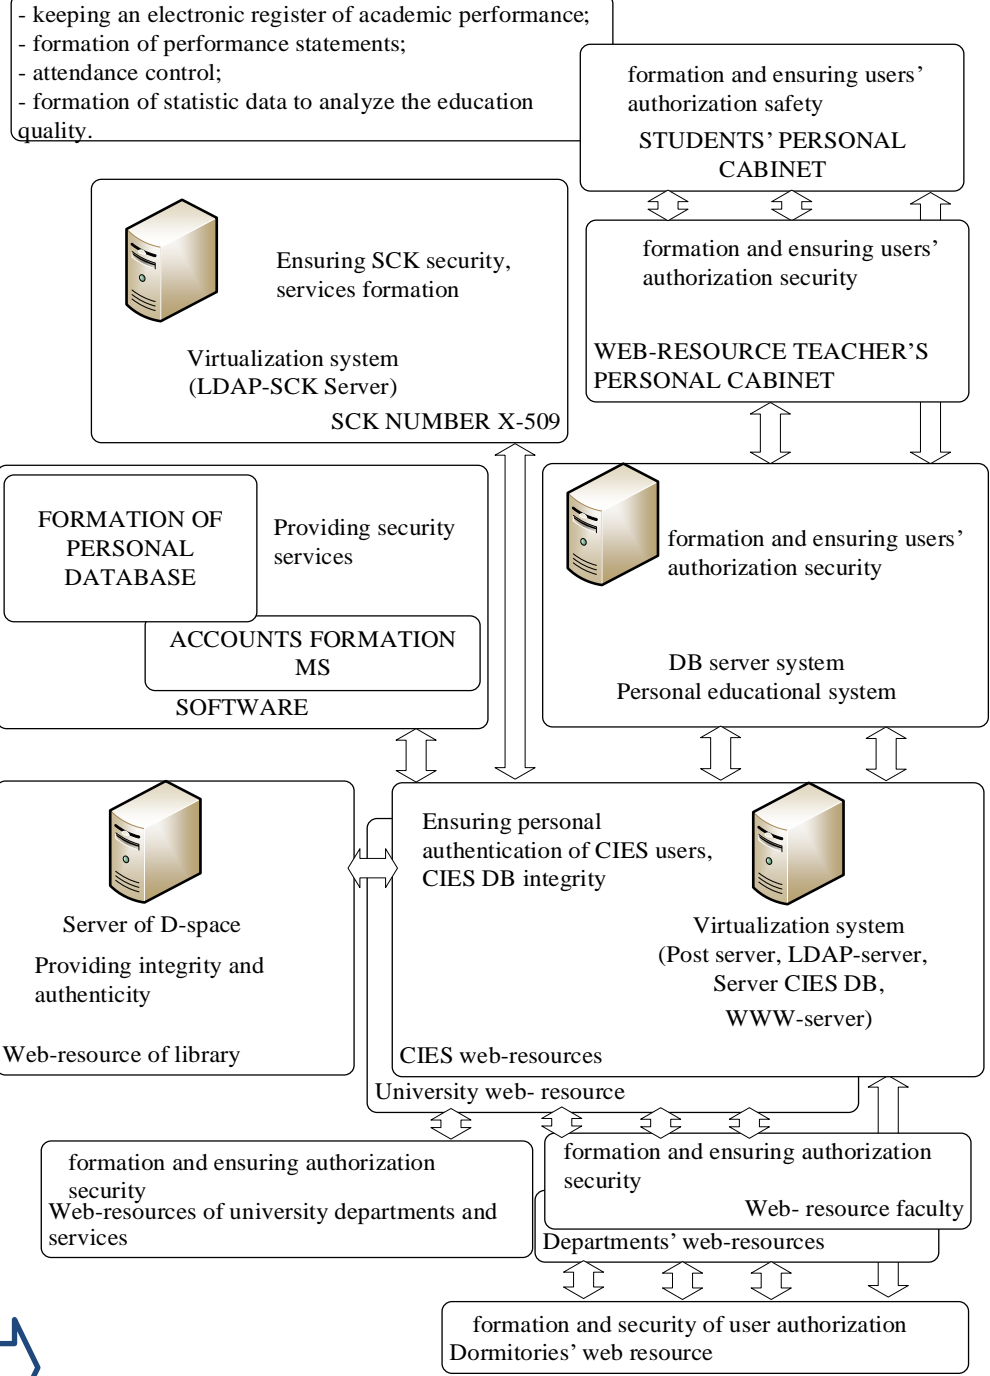 - keeping an electronic register of academic performance;
- formation of performance statements;
- attendance control;
- formation of statistic data to analyze the education
quality.
formation and ensuring users’
authorization safety
STUDENTS’ PERSONAL
CABINET
formation and ensuring users’
authorization security
WEB-RESOURCE TEACHER’S
PERSONAL CABINET
Ensuring SCK security,
services formation
Virtualization system
(LDAP-SCK Server)
SCK NUMBER X-509
FORMATION OF
PERSONAL
DATABASE
Providing security
services
ACCOUNTS FORMATION
MS
SOFTWARE
formation and ensuring users’
authorization security
DB server system
Personal educational system
Server of D-space
Providing integrity and
authenticity
Web-resource of library
Ensuring personal
authentication of CIES users,
CIES DB integrity
Virtualization system
(Post server, LDAP-server,
Server CIES DB,
WWW-server)
CIES web-resources
University web- resource
formation and ensuring authorization
security
Web-resources of university departments and
services
formation and ensuring authorization
security
Web- resource faculty
Departments’ web-resources
formation and security of user authorization
Dormitories’ web resource